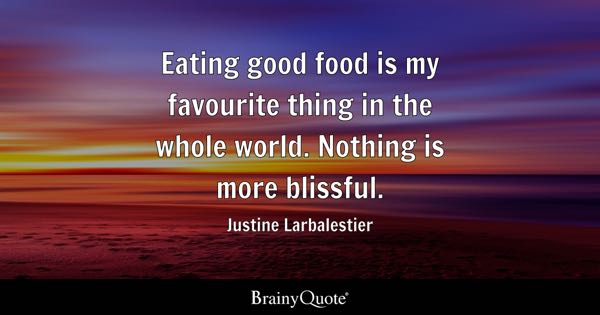 Eating good food is my
favourite thing in the
whole world. Nothing is
more blissful.
Justine Larbalestier
BrainyQuote®